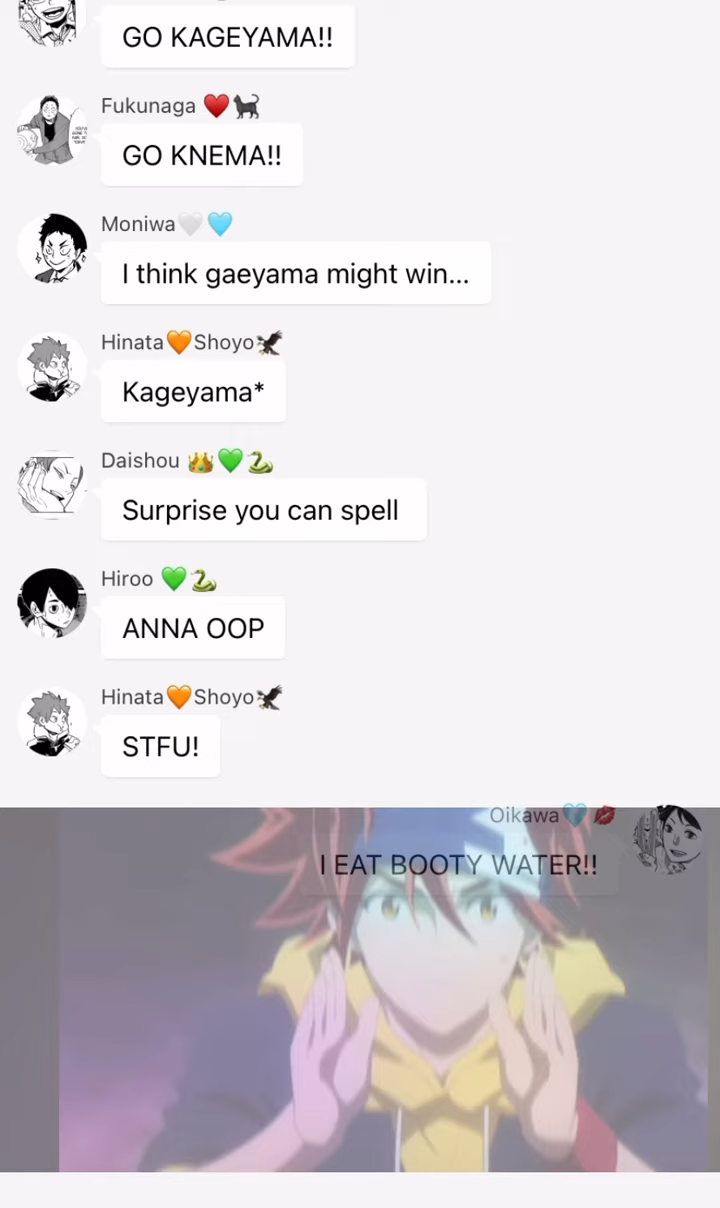 GO KAGEYAMA!!
Fukunaga ❤️🐈‍⬛
GO KNEMA!!
Moniwa🤍🩵
I think gaeyama might win...
Hinata🧡Shoyo🦅
Kageyama*
Daishou 👑💚🐍
Surprise you can spell
Hiroo 💚🐍
ANNA OOP
Hinata🧡Shoyo🦅
STFU!
Oikawa🩵💋
I EAT BOOTY WATER!!